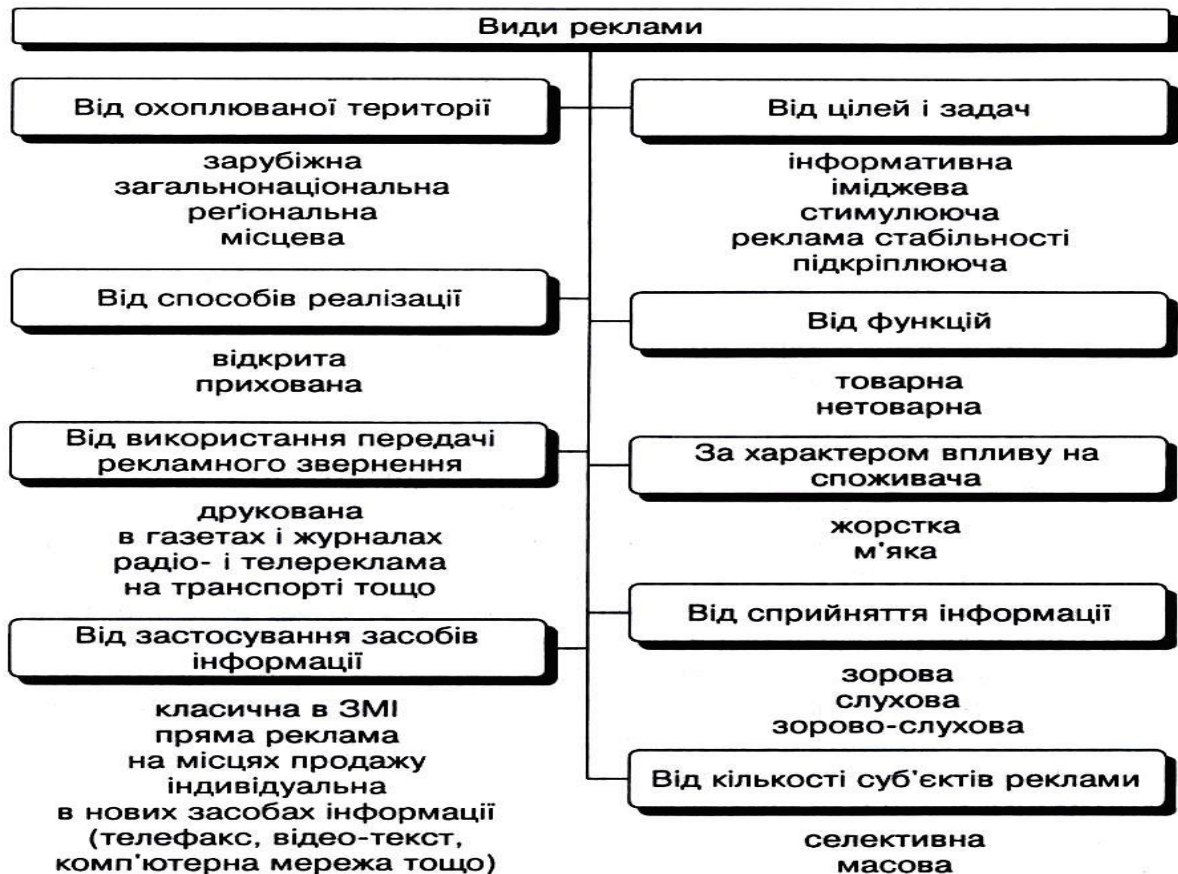 Види реклами
Від охоплюваної території
зарубіжна
загальнонаціональна
реґіональна
місцева
Від способів реалізації
відкрита
прихована
Від використання передачі
рекламного звернення
друкована
в газетах і журналах
радіо- і телереклама
на транспорті тощо
Від застосування засобів
інформації
класична в ЗМІ
пряма реклама
на місцях продажу
індивідуальна
в нових засобах інформації
(телефакс, відео-текст,
комп'ютерна мережа тощо)
Від цілей і задач
інформативна
іміджева
стимулююча
реклама стабільності
підкріплююча
Від функцій
товарна
нетоварна
За характером впливу на
споживача
жорстка
м'яка
Від сприйняття інформації
зорова
слухова
зорово-слухова
Від кількості суб'єктів реклами
селективна
масова